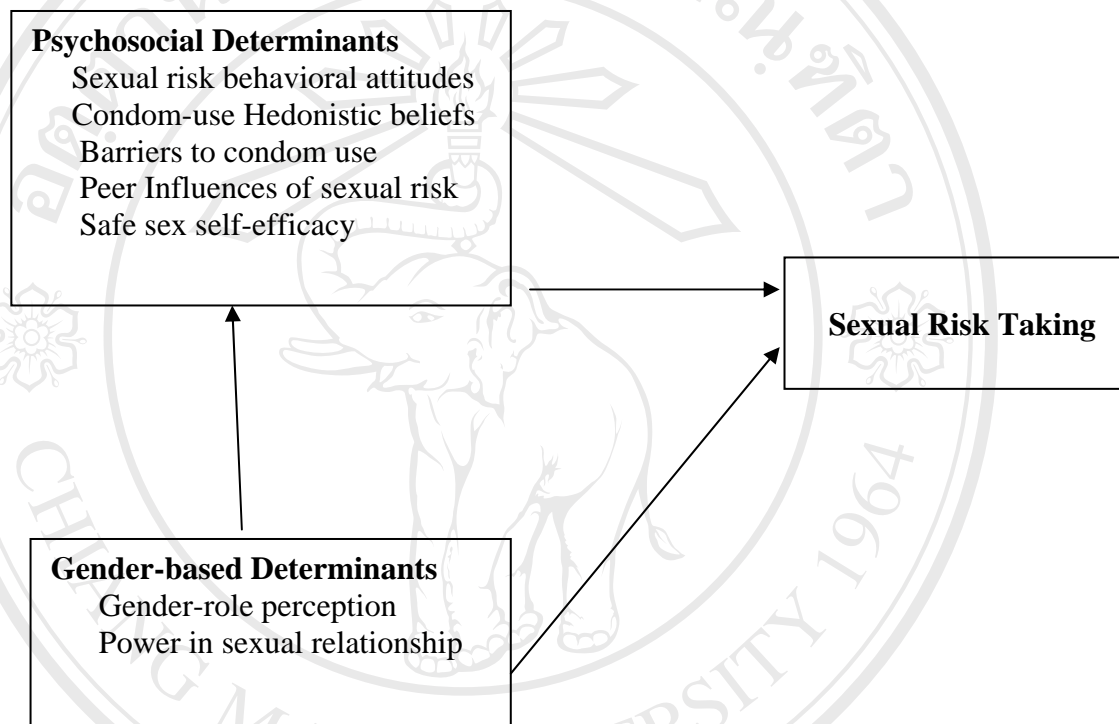 Psychosocial Determinants
Sexual risk behavioral attitudes
Condom-use Hedonistic beliefs
Barriers to condom use
Peer Influences of sexual risk
Safe sex self-efficacy
Sexual Risk Taking
Gender-based Determinants
Gender-role perception
Power in sexual relationship
1964